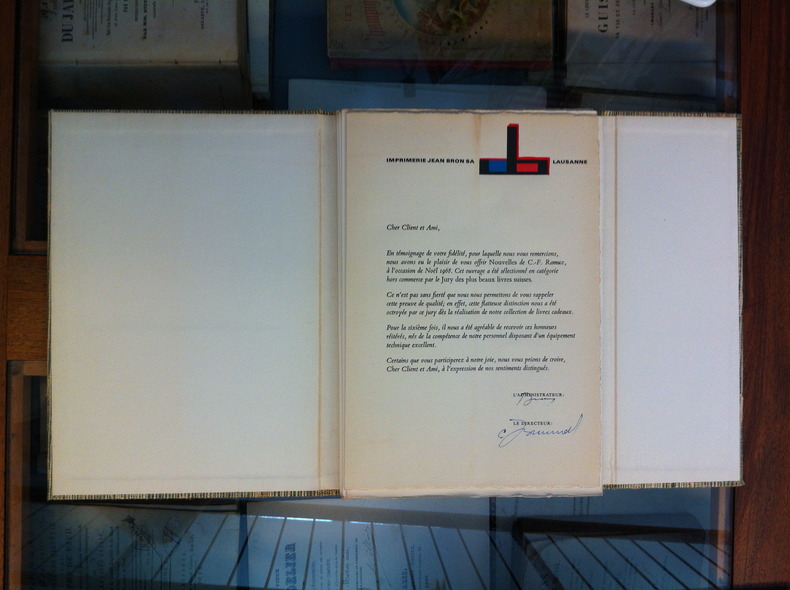 DU JAR
GUIS
IMPRIMERIE JEAN BRON SA LAUSANNE
Cher Client et Ami,
En témoignage de votre fidélité, pour laquelle nous vous remercions,
nous avons eu le plaisir de vous offrir Nouvelles de C.-F. Ramuz,
à l'occasion de Noël 1968. Cet ouvrage a été sélectionné en catégorie
hors commerce par le Jury des plus beaux livres suisses.
Ce n'est pas sans fierté que nous nous permettons de vous rappeler
cette preuve de qualité; en effet, cette flatteuse distinction nous a été
octroyée par ce jury dès la réalisation de notre collection de livres cadeaux.
Pour la sixième fois, il nous a été agréable de recevoir ces honneurs
réitérés, nés de la compétence de notre personnel disposant d'un équipement
technique excellent.
Certains que vous participerez à notre joie, nous vous prions de croire,
Cher Client et Ami, à l'expression de nos sentiments distingués.
L'ADMINISTRATEUR:
LE DIRECTEUR: